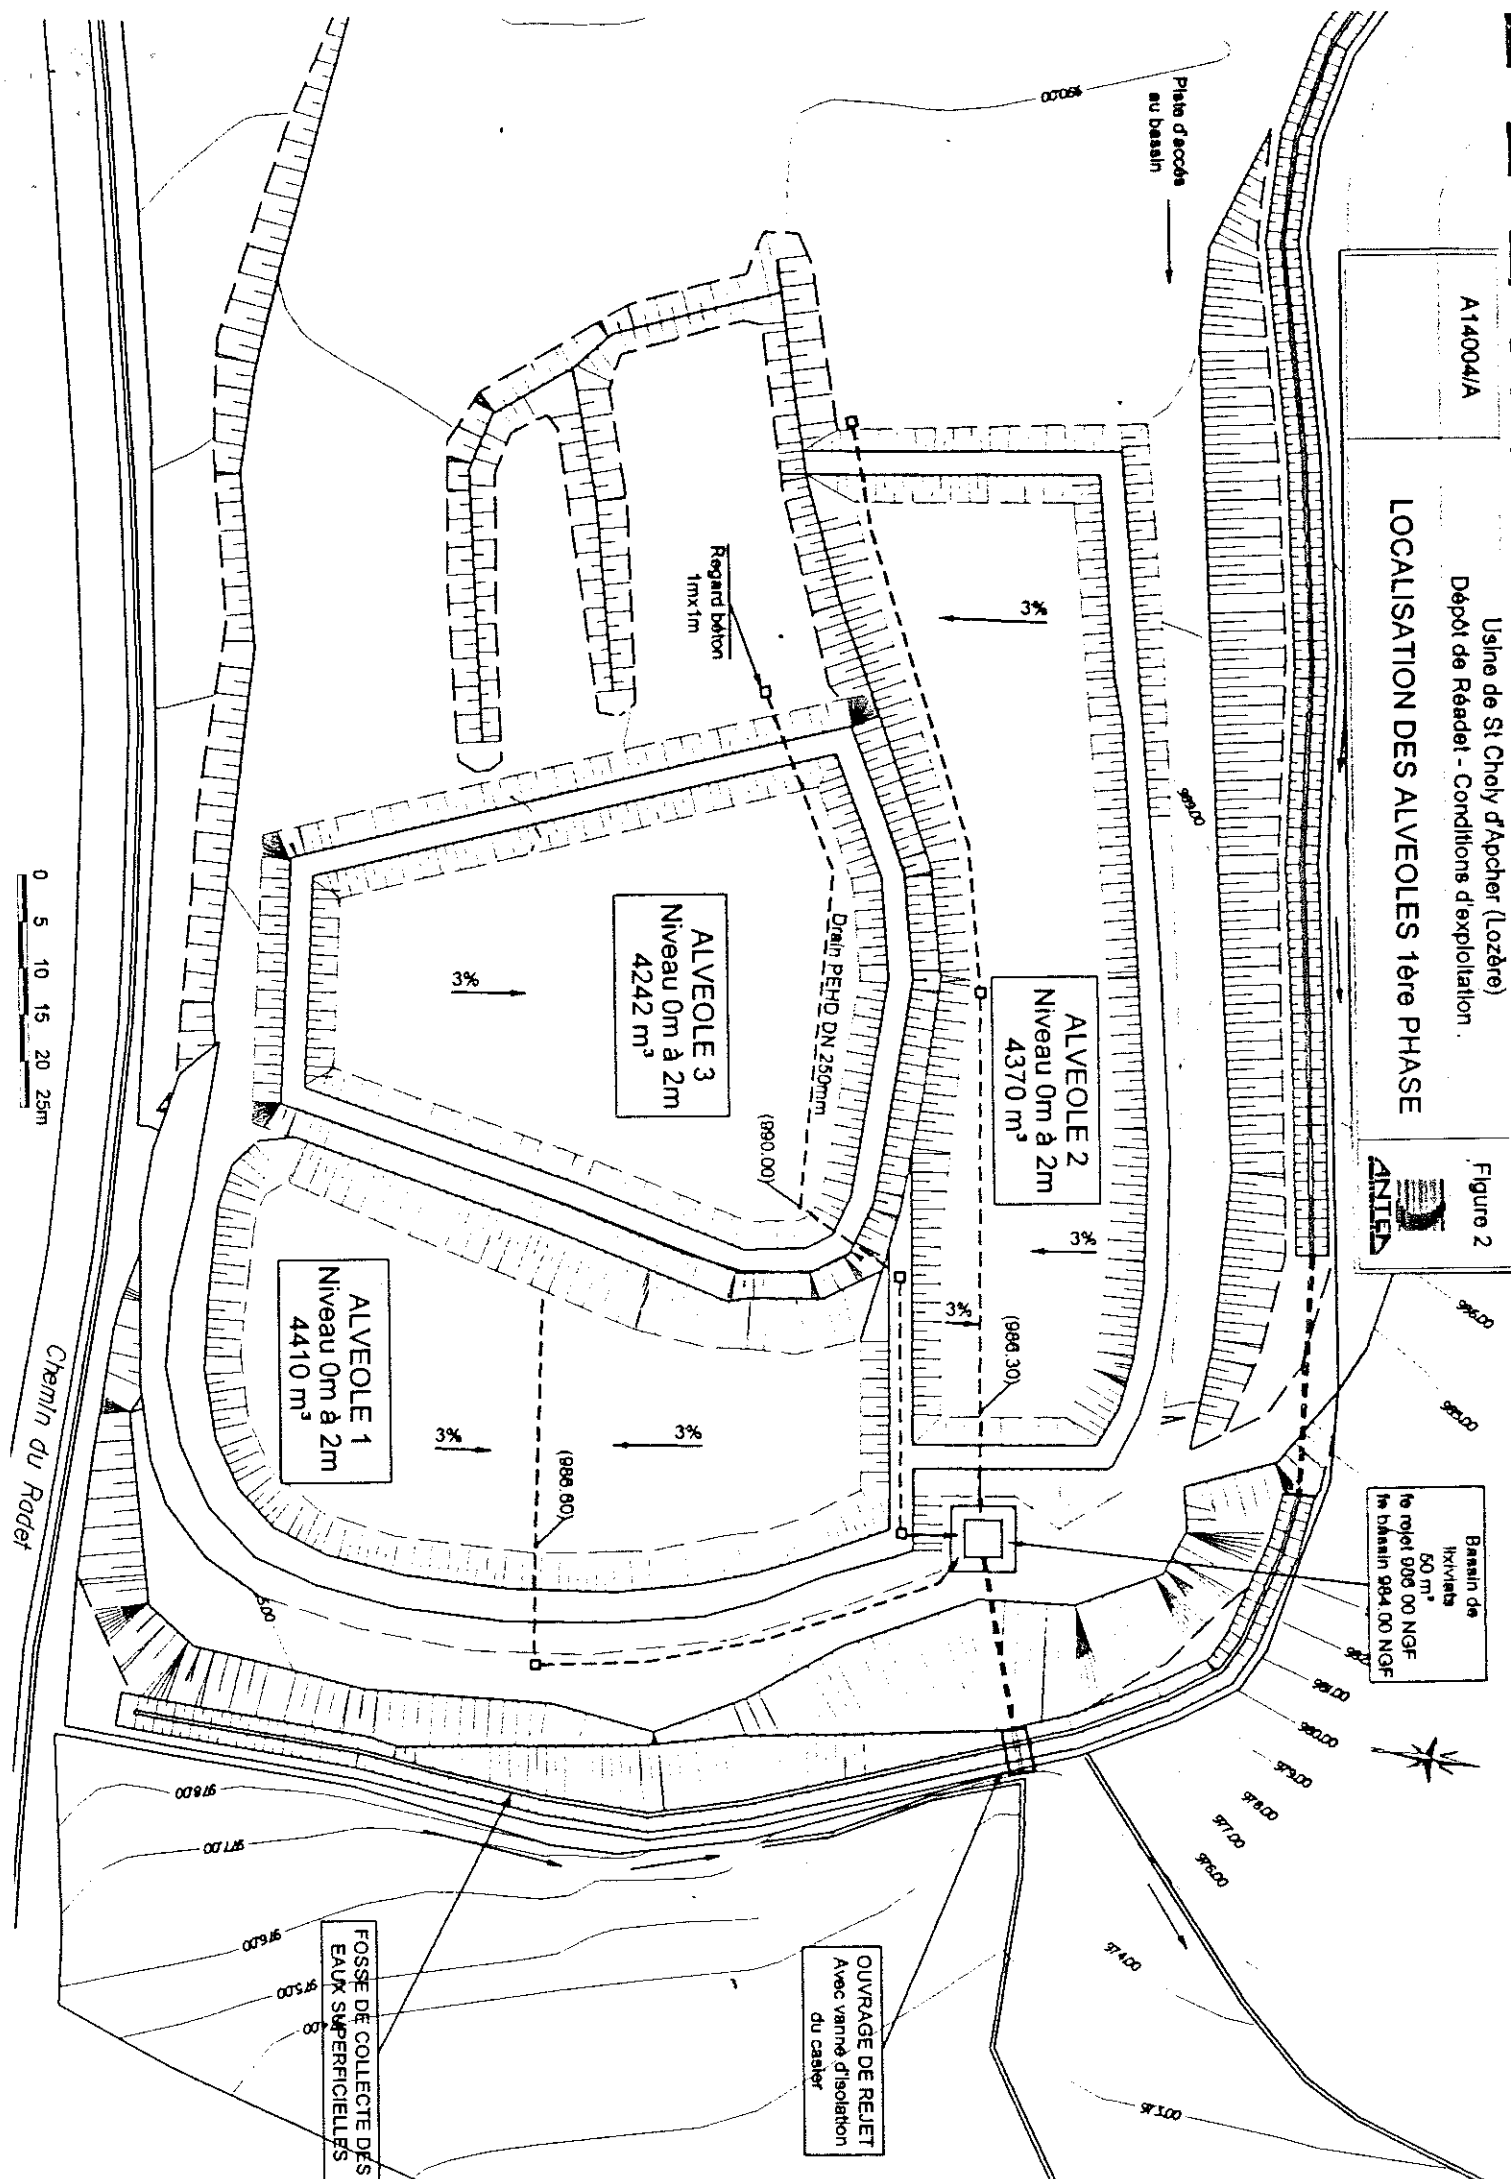 A14004/A
Usine de St Chely d'Apcher (Lozère)
Dépôt de Réadet - Conditions d'exploitation .
LOCALISATION DES ALVEOLES 1ère PHASE
Figure 2
ANTEA
Piste d'accés
au bassin
990.00
989.00
3%
Regard béton
1mx1m
ALVEOLE 2
Niveau 0m à 2m
4370 m³
3%
3%
(986.30)
Drain PEHD DN 250mm
ALVEOLE 3
Niveau 0m à 2m
4242 m³
3%
(990.00)
ALVEOLE 1
Niveau 0m à 2m
4410 m³
3%
3%
(986.60)
Bassin de
lixiviats
50 m³
fe rejet 986 00 NGF
fe bassin 984.00 NGF
986.00
985.00
981.00
980.00
979.00
978.00
977.00
976.00
974.00
973.00
978.00
977.00
976.00
975.00
OUVRAGE DE REJET
Avec vanne d'isolation
du casier
FOSSE DE COLLECTE DES
EAUX SUPERFICIELLES
Chemin du Radet
0 5 10 15 20 25m